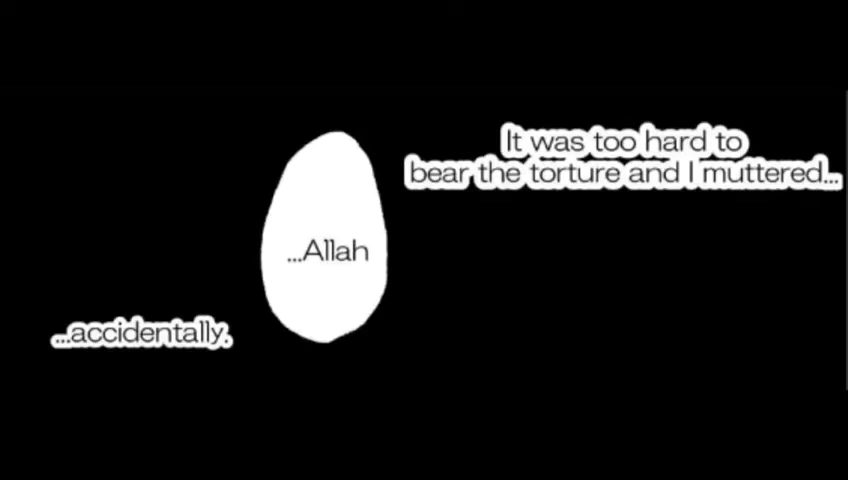 It was too hard to
bear the torture and I muttered...
...Allah
...accidentally.